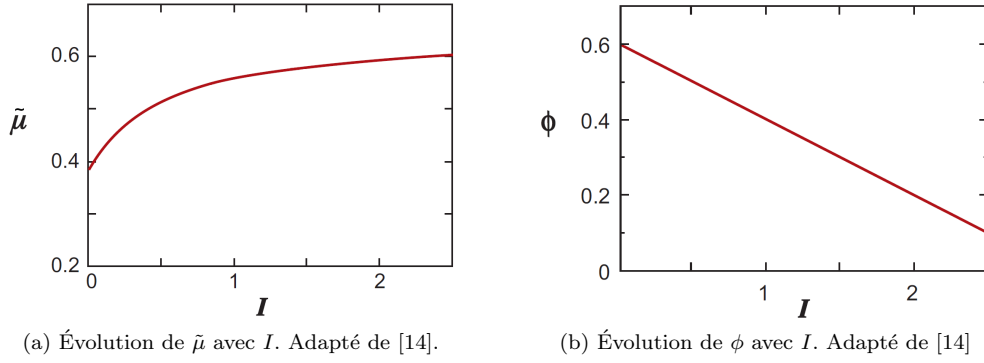 0.6
μ̃
0.4
0.2
0
1
2
I
(a) Évolution de μ̃ avec I. Adapté de [14].
0.6
ϕ
0.4
0.2
0
1
2
I
(b) Évolution de ϕ avec I. Adapté de [14]